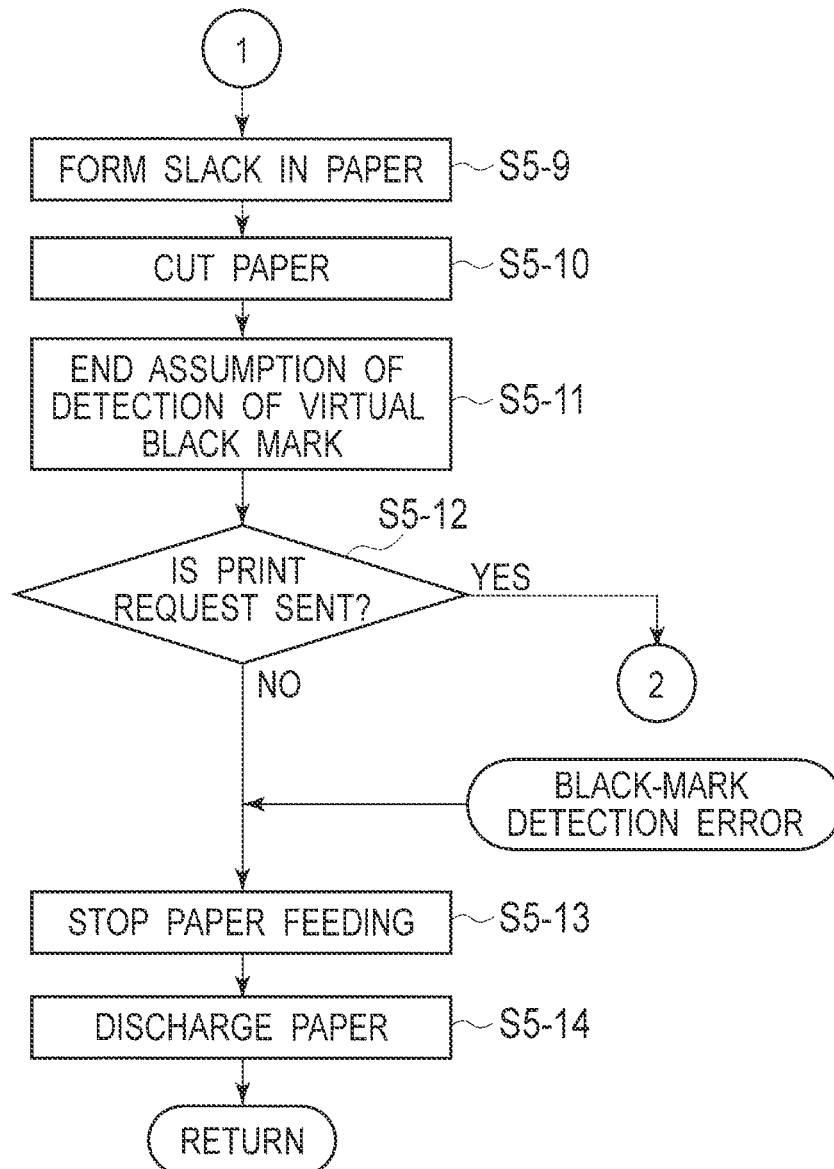 1
FORM SLACK IN PAPER
S5-9
CUT PAPER
S5-10
END ASSUMPTION OF
DETECTION OF VIRTUAL
BLACK MARK
S5-11
S5-12
IS PRINT
REQUEST SENT?
YES
2
NO
BLACK-MARK
DETECTION ERROR
STOP PAPER FEEDING
S5-13
DISCHARGE PAPER
S5-14
RETURN